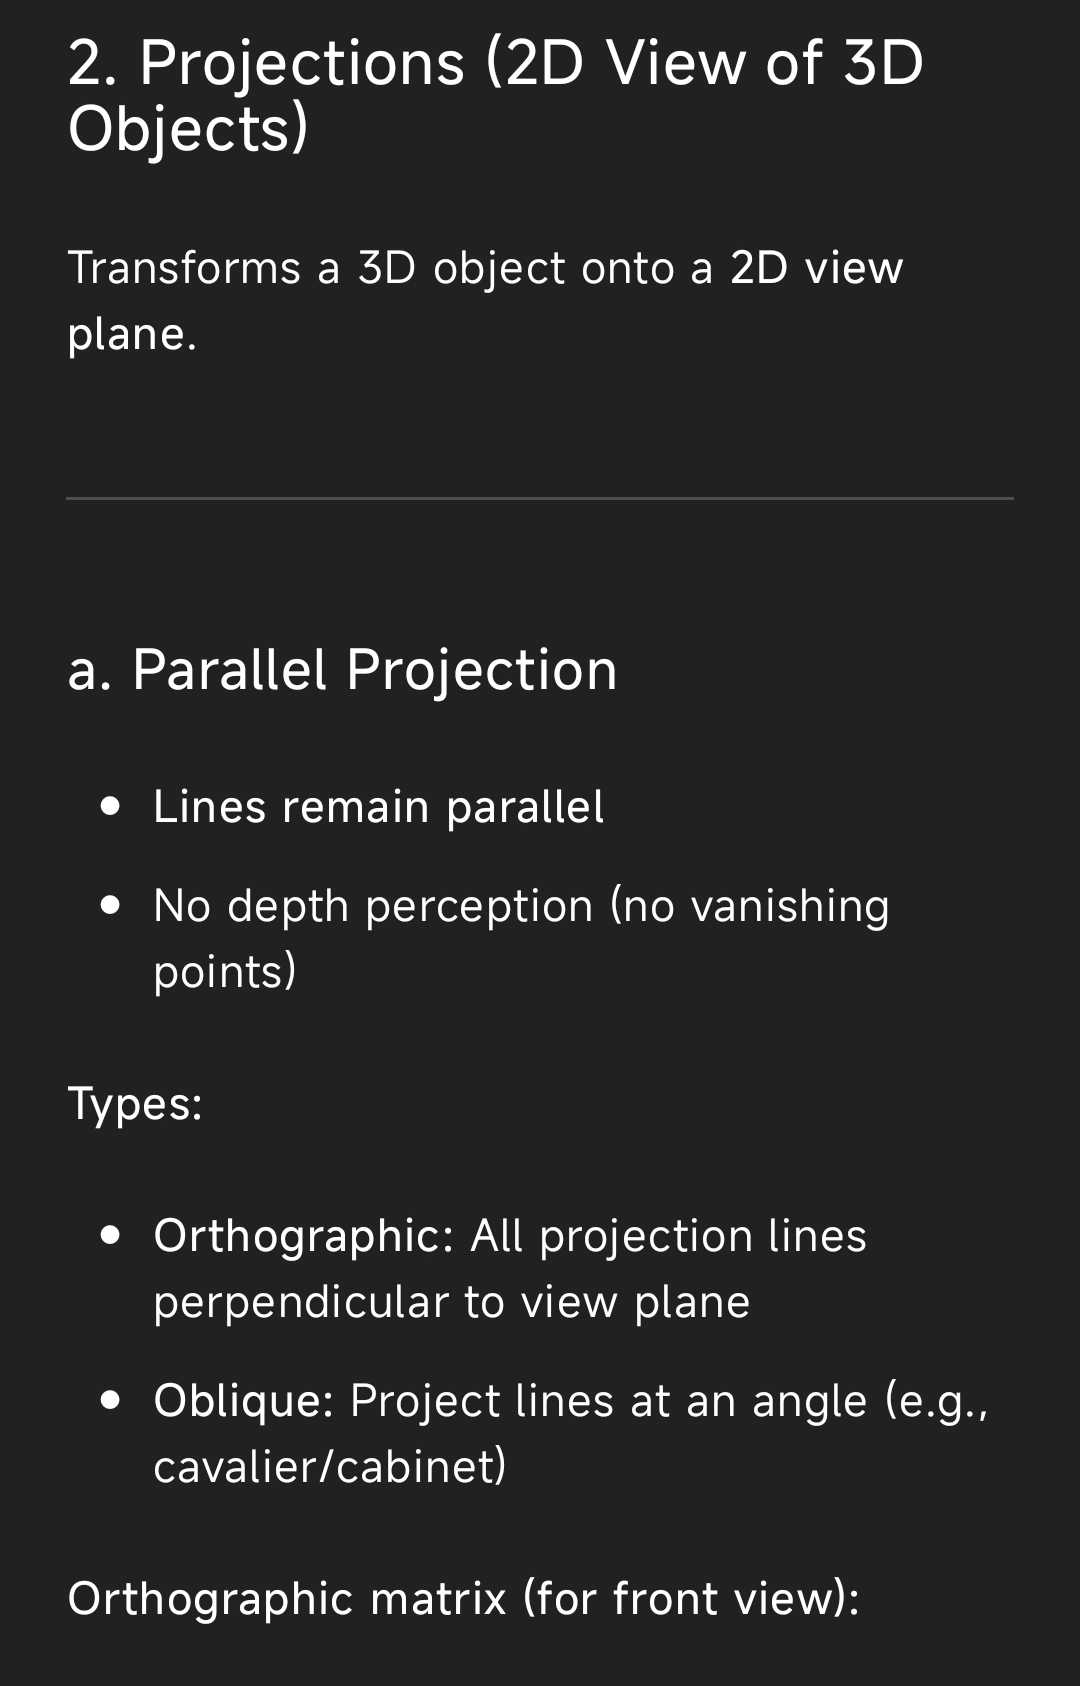 2. Projections (2D View of 3D
Objects)
Transforms a 3D object onto a 2D view
plane.
a. Parallel Projection
• Lines remain parallel
• No depth perception (no vanishing
points)
Types:
• Orthographic: All projection lines
perpendicular to view plane
• Oblique: Project lines at an angle (e.g.,
cavalier/cabinet)
Orthographic matrix (for front view):